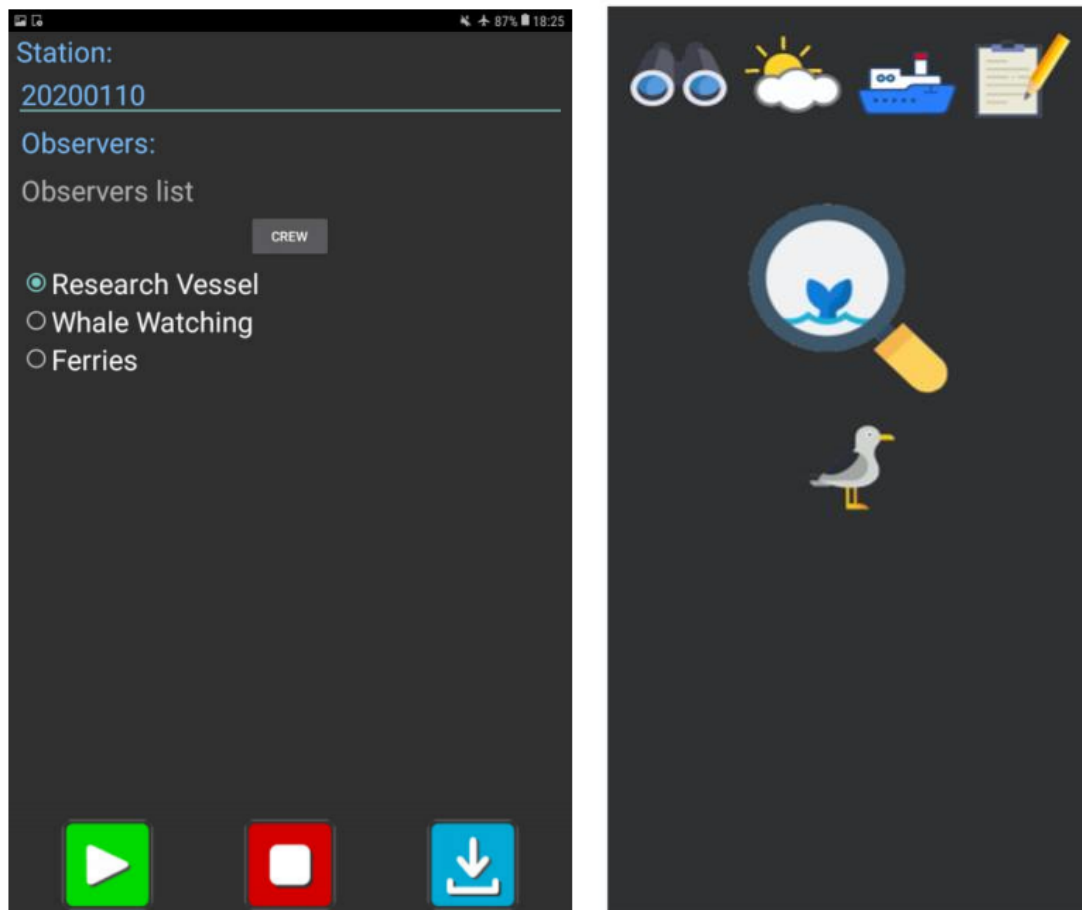 87% 18:25
Station:
20200110
Observers:
Observers list
CREW
Research Vessel
Whale Watching
Ferries